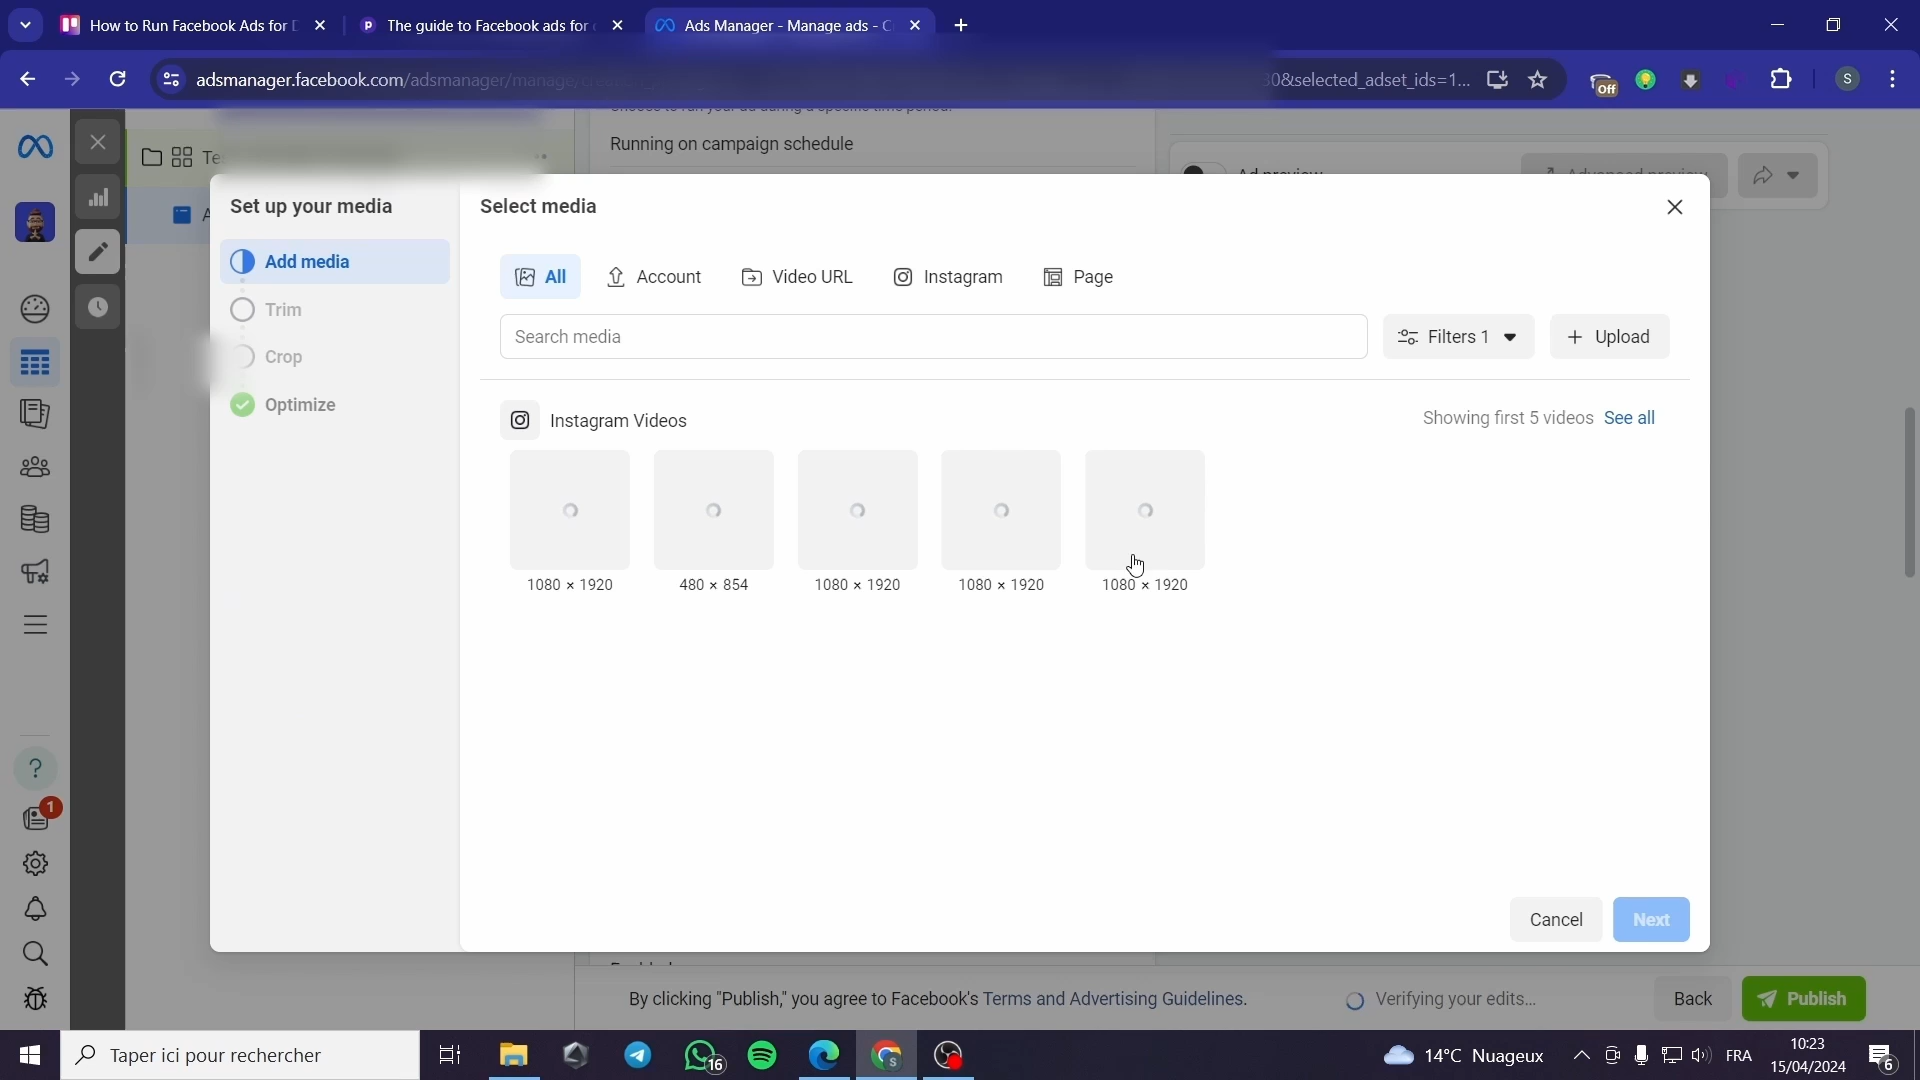 How to Run Facebook Ads for
The guide to Facebook ads for
Ads Manager - Manage ads -
adsmanager.facebook.com/adsmanager/manage/
80&selected_adset_ids=1...
Off
S
Running on campaign schedule
Set up your media
Add media
Trim
Crop
Optimize
Select media
All
Account
Video URL
Instagram
Page
Search media
Filters 1
Upload
Instagram Videos
Showing first 5 videos See all
1080 × 1920
480 × 854
1080 × 1920
1080 × 1920
1080 × 1920
Cancel
Next
1
By clicking "Publish," you agree to Facebook's Terms and Advertising Guidelines.
Verifying your edits...
Back
Publish
Taper ici pour rechercher
16
14°C Nuageux
FRA
10:23
15/04/2024
6